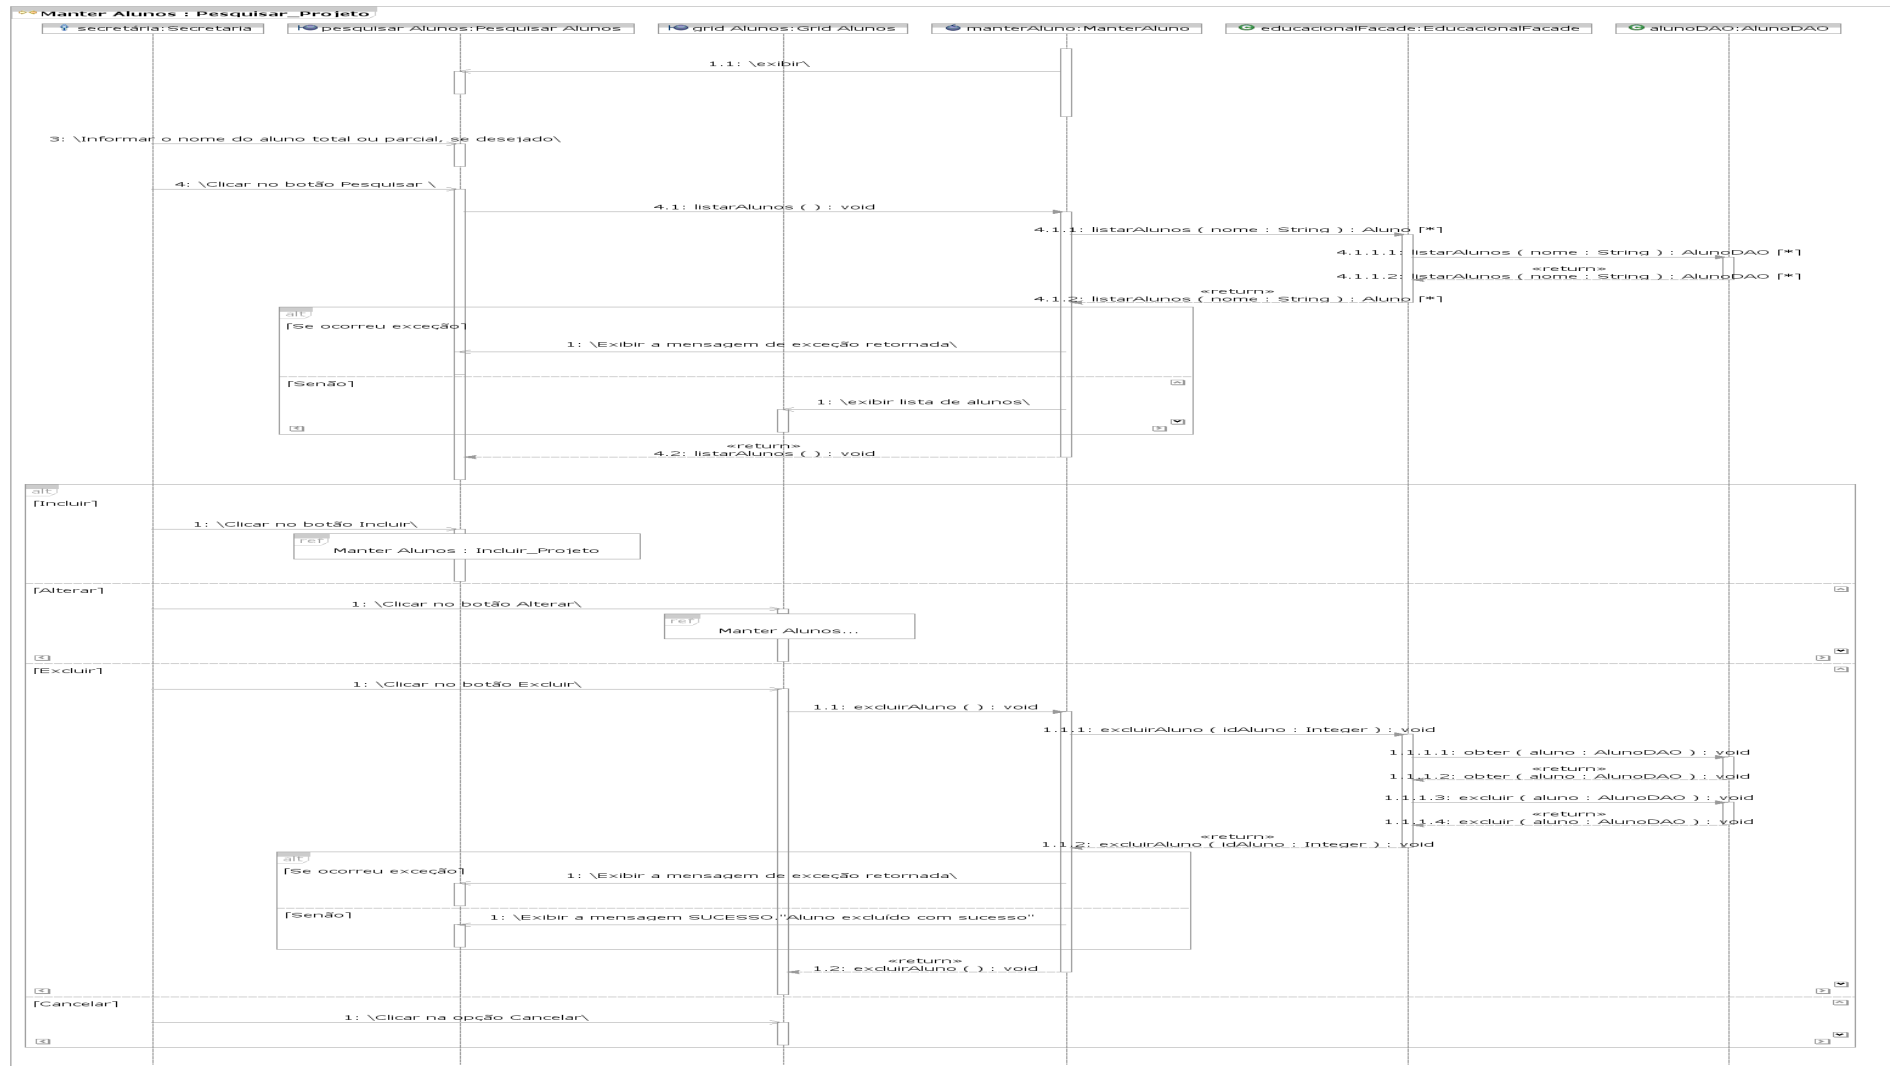 Manter Alunos : Pesquisar_Projeto
secretária:Secretaria
pesquisar Alunos:Pesquisar Alunos
grid Alunos:Grid Alunos
manterAluno:ManterAluno
educacionalFacade:EducacionalFacade
alunoDAO:AlunoDAO
1.1: \exibir\
3: \Informar o nome do aluno total ou parcial, se desejado\
4: \Clicar no botão Pesquisar \
4.1: listarAlunos ( ) : void
4.1.1: listarAlunos ( nome : String ) : Aluno [*]
4.1.1.1: listarAlunos ( nome : String ) : AlunoDAO [*]
«return»
4.1.1.2: listarAlunos ( nome : String ) : AlunoDAO [*]
«return»
4.1.2: listarAlunos ( nome : String ) : Aluno [*]
alt
[Se ocorreu exceção]
1: \Exibir a mensagem de exceção retornada\
[Senão]
1: \exibir lista de alunos\
«return»
4.2: listarAlunos ( ) : void
alt
[Incluir]
1: \Clicar no botão Incluir\
ref
Manter Alunos : Incluir_Projeto
[Alterar]
1: \Clicar no botão Alterar\
ref
Manter Alunos...
[Excluir]
1: \Clicar no botão Excluir\
1.1: excluirAluno ( ) : void
1.1.1: excluirAluno ( idAluno : Integer ) : void
1.1.1.1: obter ( aluno : AlunoDAO ) : void
«return»
1.1.1.2: obter ( aluno : AlunoDAO ) : void
1.1.1.3: excluir ( aluno : AlunoDAO ) : void
«return»
1.1.1.4: excluir ( aluno : AlunoDAO ) : void
«return»
1.1.2: excluirAluno ( idAluno : Integer ) : void
alt
[Se ocorreu exceção]
1: \Exibir a mensagem de exceção retornada\
[Senão]
1: \Exibir a mensagem SUCESSO."Aluno excluído com sucesso"
«return»
1.2: excluirAluno ( ) : void
[Cancelar]
1: \Clicar na opção Cancelar\